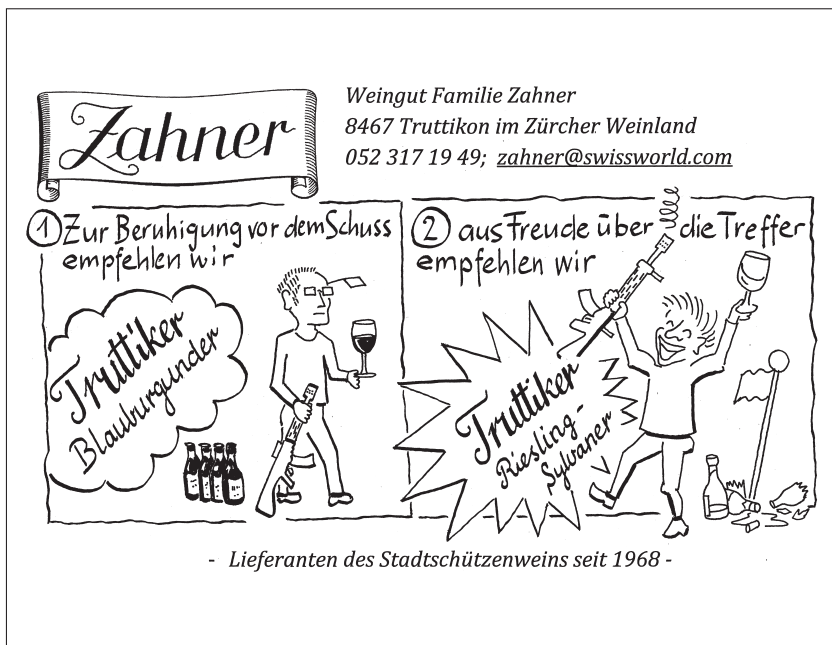 Zahner
Weingut Familie Zahner
8467 Truttikon im Zürcher Weinland
052 317 19 49; zahner@swissworld.com
1 Zur Beruhigung vor dem Schuss
empfehlen wir
Truttiker
Blauburgunder
2 aus Freude über die Treffer
empfehlen wir
Truttiker
Riesling-
Sylvaner
- Lieferanten des Stadtschützenweins seit 1968 -